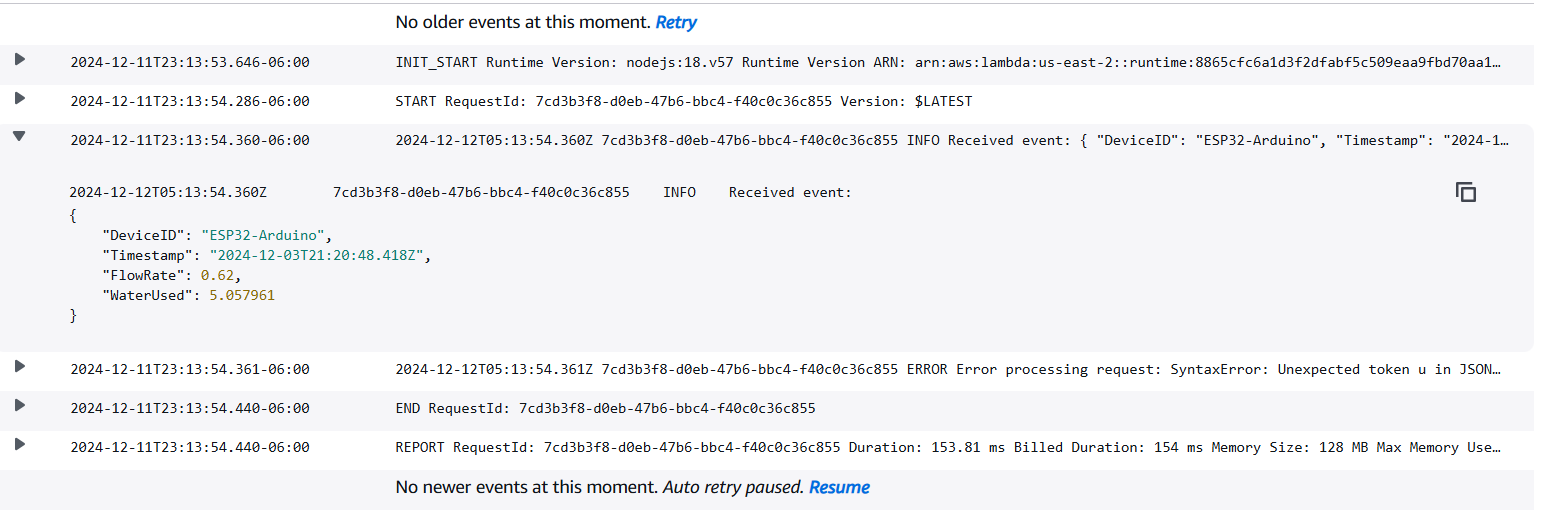 No older events at this moment. Retry
2024-12-11T23:13:53.646-06:00 INIT_START Runtime Version: nodejs:18.v57 Runtime Version ARN: arn:aws:lambda:us-east-2::runtime:8865cfc6a1d3f2dfabf5c509eaa9fbd70aa1…
2024-12-11T23:13:54.286-06:00 START RequestId: 7cd3b3f8-d0eb-47b6-bbc4-f40c0c36c855 Version: $LATEST
2024-12-11T23:13:54.360-06:00 2024-12-12T05:13:54.360Z 7cd3b3f8-d0eb-47b6-bbc4-f40c0c36c855 INFO Received event: { "DeviceID": "ESP32-Arduino", "Timestamp": "2024-1…
2024-12-12T05:13:54.360Z 7cd3b3f8-d0eb-47b6-bbc4-f40c0c36c855 INFO Received event:
{
"DeviceID": "ESP32-Arduino",
"Timestamp": "2024-12-03T21:20:48.418Z",
"FlowRate": 0.62,
"WaterUsed": 5.057961
}
2024-12-11T23:13:54.361-06:00 2024-12-12T05:13:54.361Z 7cd3b3f8-d0eb-47b6-bbc4-f40c0c36c855 ERROR Error processing request: SyntaxError: Unexpected token u in JSON…
2024-12-11T23:13:54.440-06:00 END RequestId: 7cd3b3f8-d0eb-47b6-bbc4-f40c0c36c855
2024-12-11T23:13:54.440-06:00 REPORT RequestId: 7cd3b3f8-d0eb-47b6-bbc4-f40c0c36c855 Duration: 153.81 ms Billed Duration: 154 ms Memory Size: 128 MB Max Memory Use…
No newer events at this moment. Auto retry paused. Resume